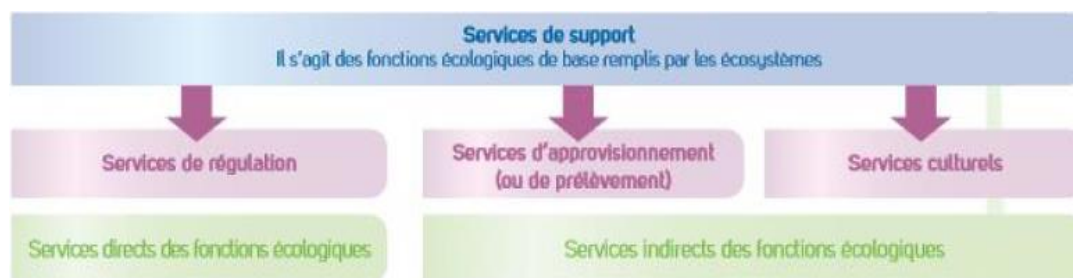 Services de support
Il s'agit des fonctions écologiques de base remplis par les écosystèmes
Services de régulation
Services d'approvisionnement
(ou de prélèvement)
Services culturels
Services directs des fonctions écologiques
Services indirects des fonctions écologiques